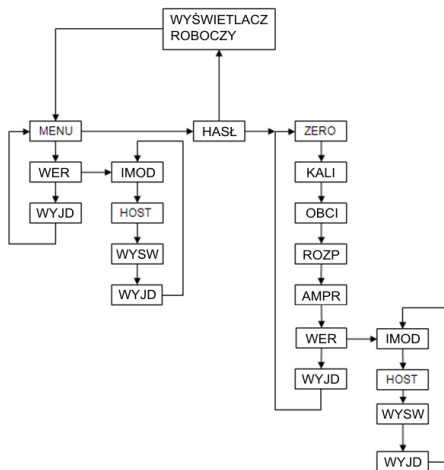 WYŚWIETLACZ
ROBOCZY
MENU
HASŁ
ZERO
WER
IMOD
KALI
WYJD
HOST
OBCI
WYSW
ROZP
WYJD
AMPR
WER
IMOD
WYJD
HOST
WYSW
WYJD